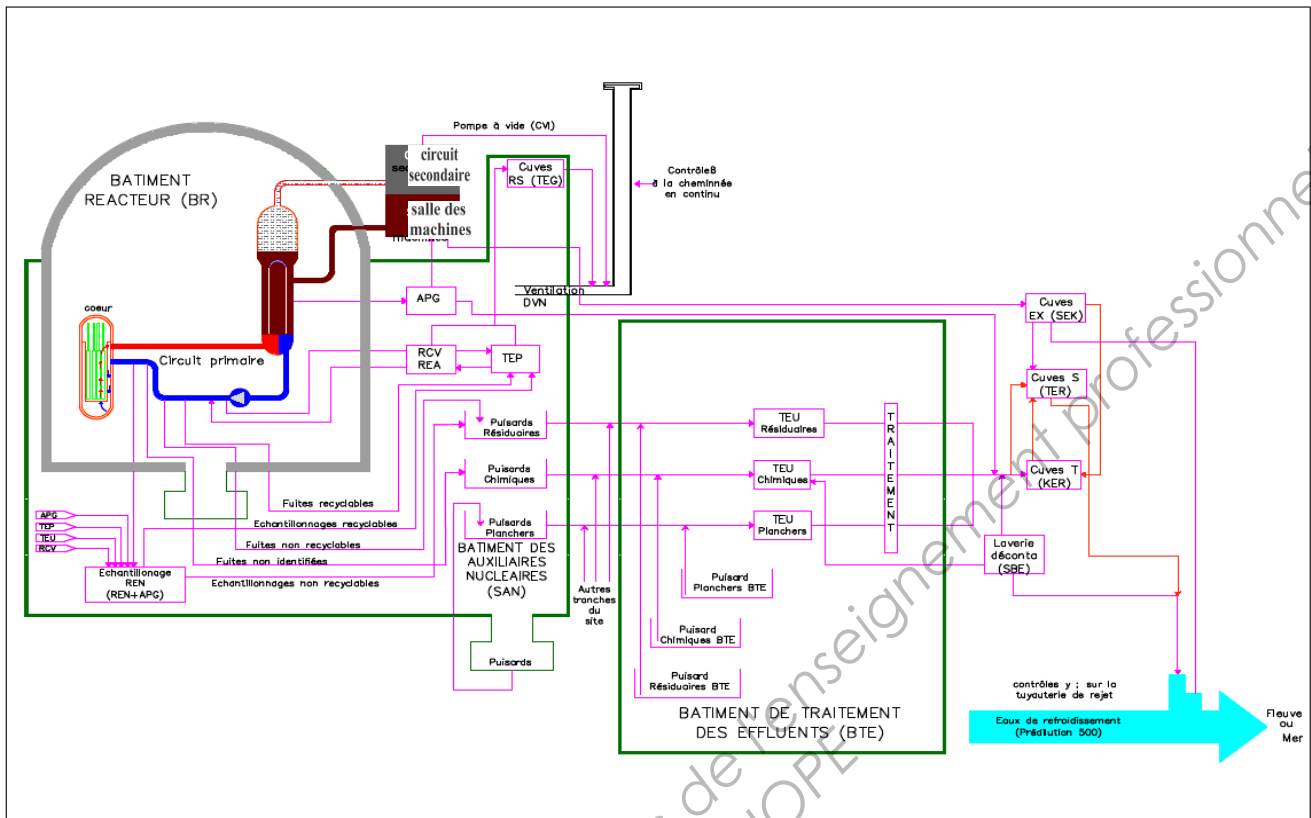 Pompe à vide (CVI)
circuit
secondaire
salle des
machines
Cuves
RS (TEG)
ContrôleB
à la cheminnée
en continu
BATIMENT
REACTEUR (BR)
Ventilation
DVN
APG
Cuves
EX (SEK)
coeur
Circuit primaire
RCV
REA
TEP
Cuves S
(TER)
Puisards
Résiduaires
TEU
Résiduaires
TRAITEMENT
Puisards
Chimiques
TEU
Chimiques
Cuves T
(KER)
Fuites recyclables
Echantillonnages recyclables
Puisards
Planchers
TEU
Planchers
Fuites non recyclables
Fuites non identifiées
Echantillonnages non recyclables
APG
TEP
TEU
RCV
Echantillonage
REN
(REN+APG)
BATIMENT DES
AUXILIAIRES
NUCLEAIRES
(SAN)
Laverie
déconta
(SBE)
Autres
tranches
du
site
Puisard
Planchers BTE
Puisard
Chimiques BTE
Puisard
Résiduaires BTE
Puisards
BATIMENT DE TRAITEMENT
DES EFFLUENTS (BTE)
contrôles y ; sur la
tuyauterie de rejet
Eaux de refroidissement
(Prédilution 500)
Fleuve
ou
Mer
de l'enseignement professionnel